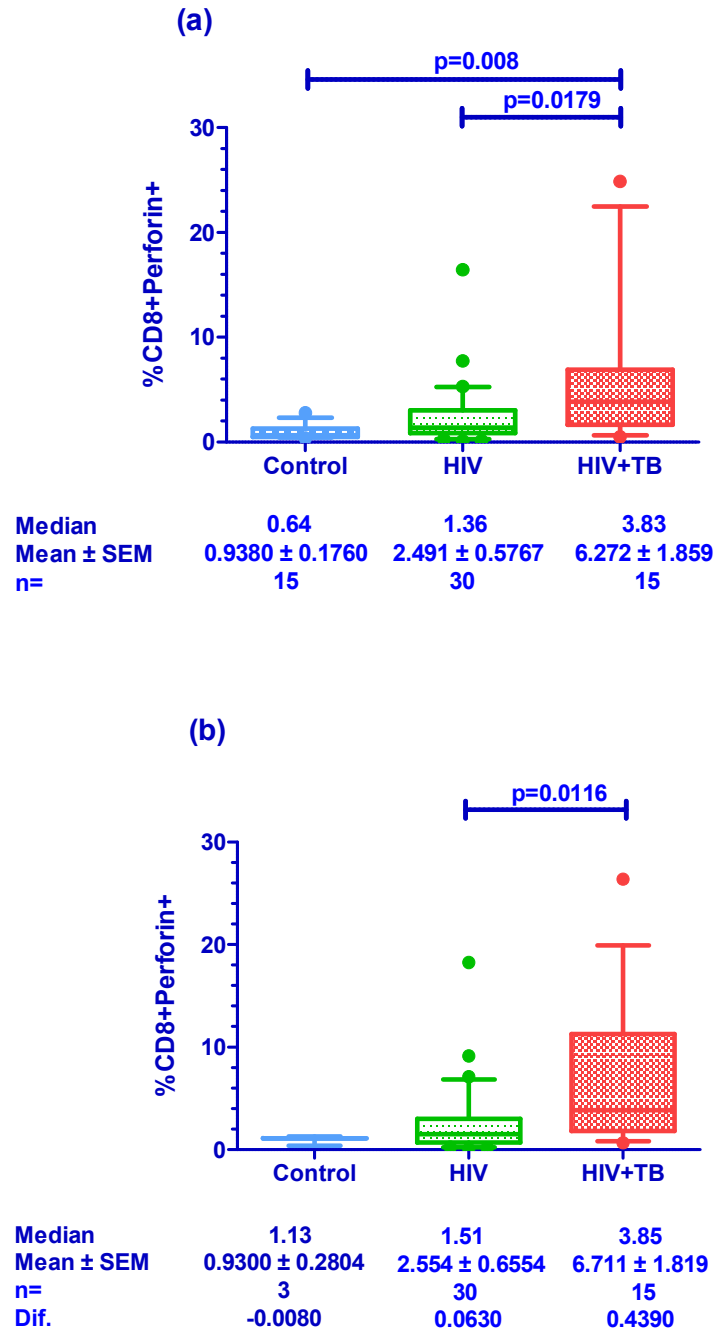 (a)
p=0.008
p=0.0179
30
20
10
0
%CD8+Perforin+
Control HIV HIV+TB
Median 0.64 1.36 3.83
Mean ± SEM 0.9380 ± 0.1760 2.491 ± 0.5767 6.272 ± 1.859
n= 15 30 15
(b)
p=0.0116
30
20
10
0
%CD8+Perforin+
Control HIV HIV+TB
Median 1.13 1.51 3.85
Mean ± SEM 0.9300 ± 0.2804 2.554 ± 0.6554 6.711 ± 1.819
n= 3 30 15
Dif. -0.0080 0.0630 0.4390